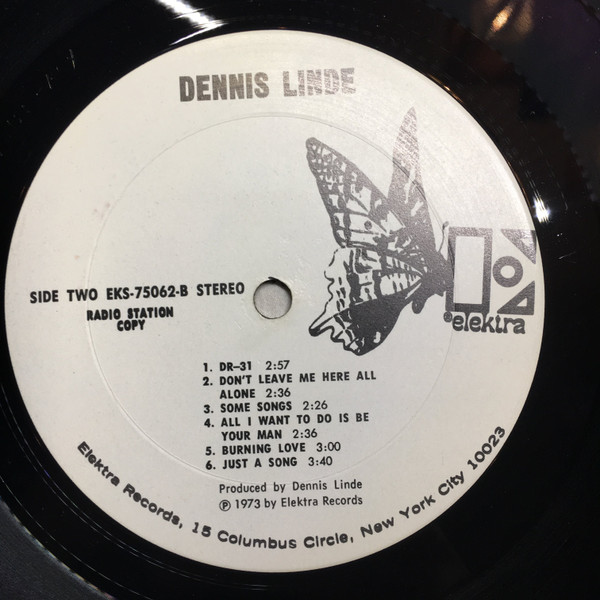 DENNIS LINDE
elektra
SIDE TWO EKS-75062-B STEREO
RADIO STATION
COPY
1. DR-31 2:57
2. DON'T LEAVE ME HERE ALL
ALONE 2:36
3. SOME SONGS 2:26
4. ALL I WANT TO DO IS BE
YOUR MAN 2:36
5. BURNING LOVE 3:00
6. JUST A SONG 3:40
Produced by Dennis Linde
℗ 1973 by Elektra Records
Elektra Records, 15 Columbus Circle, New York City 10023